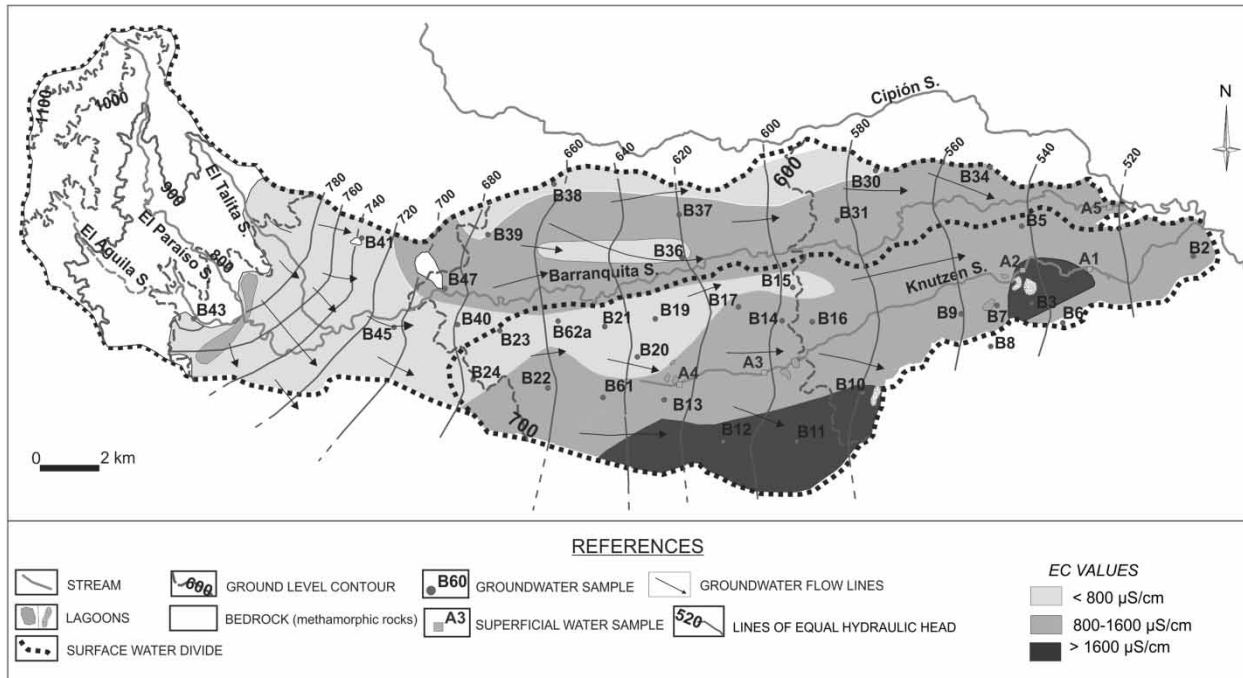 Cipión S.
N
1100
1000
900
800
El Talita S.
El Paraíso S.
El Águila S.
780
760
740
720
700
680
660
640
620
600
580
560
540
520
600
700
B38
B30
B34
B37
B31
B5
A5
B41
B39
B36
B2
B47
Barranquita S.
Knutzen S.
A2
A1
B43
B15
B45
B40
B23
B62a
B21
B19
B17
B14
B16
B9
B7
B3
B6
B8
B24
B22
B20
B61
A4
A3
B13
B10
B12
B11
0 2 km
REFERENCES
STREAM
600 GROUND LEVEL CONTOUR
B60 GROUNDWATER SAMPLE
GROUNDWATER FLOW LINES
LAGOONS
BEDROCK (methamorphic rocks)
A3 SUPERFICIAL WATER SAMPLE
520 LINES OF EQUAL HYDRAULIC HEAD
SURFACE WATER DIVIDE
EC VALUES
< 800 µS/cm
800-1600 µS/cm
> 1600 µS/cm